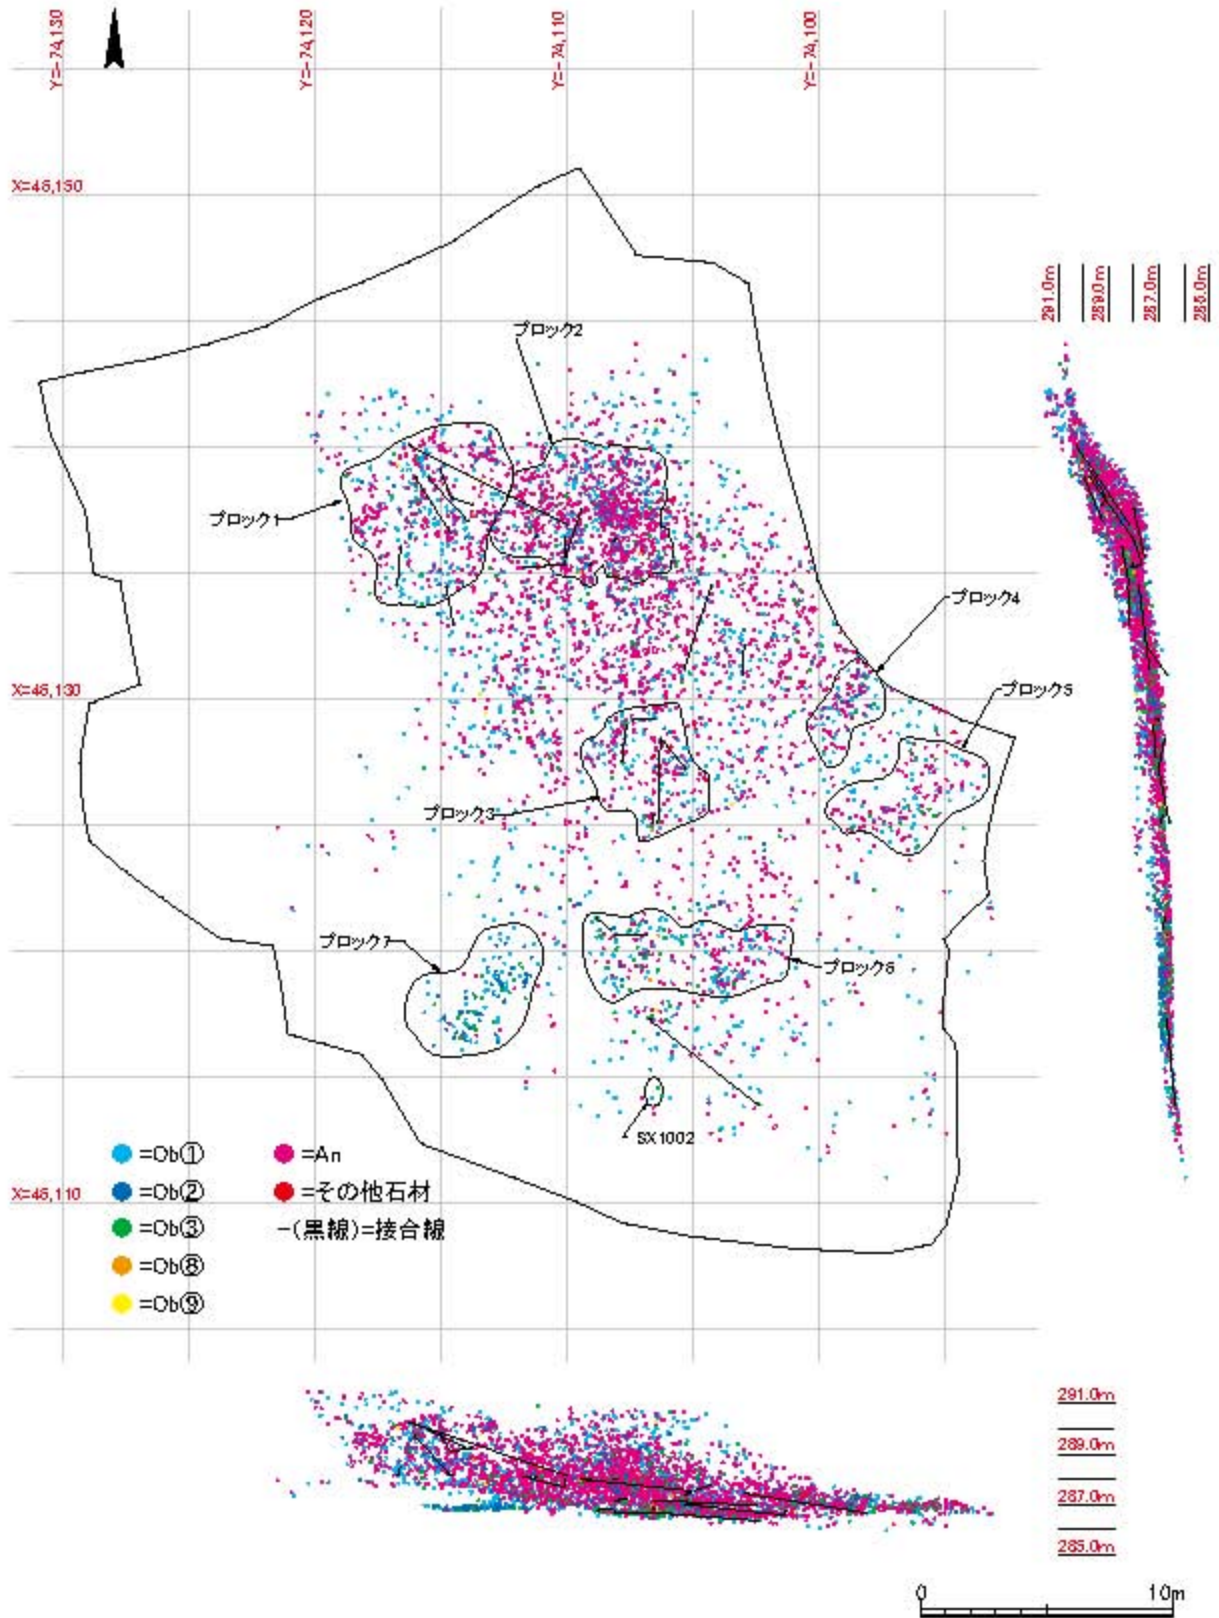 Y=-74,130
Y=-74,120
Y=-74,110
Y=-74,100
X=46,150
291.0m
289.0m
287.0m
285.0m
ブロック2
ブロック1
ブロック4
X=46,130
ブロック5
ブロック3
ブロック7
ブロック6
SX1002
=Ob① =An
=Ob② =その他石材
X=46,110
=Ob③ -(黒線)=接合線
=Ob⑧
=Ob⑨
291.0m
289.0m
287.0m
285.0m
0 10m